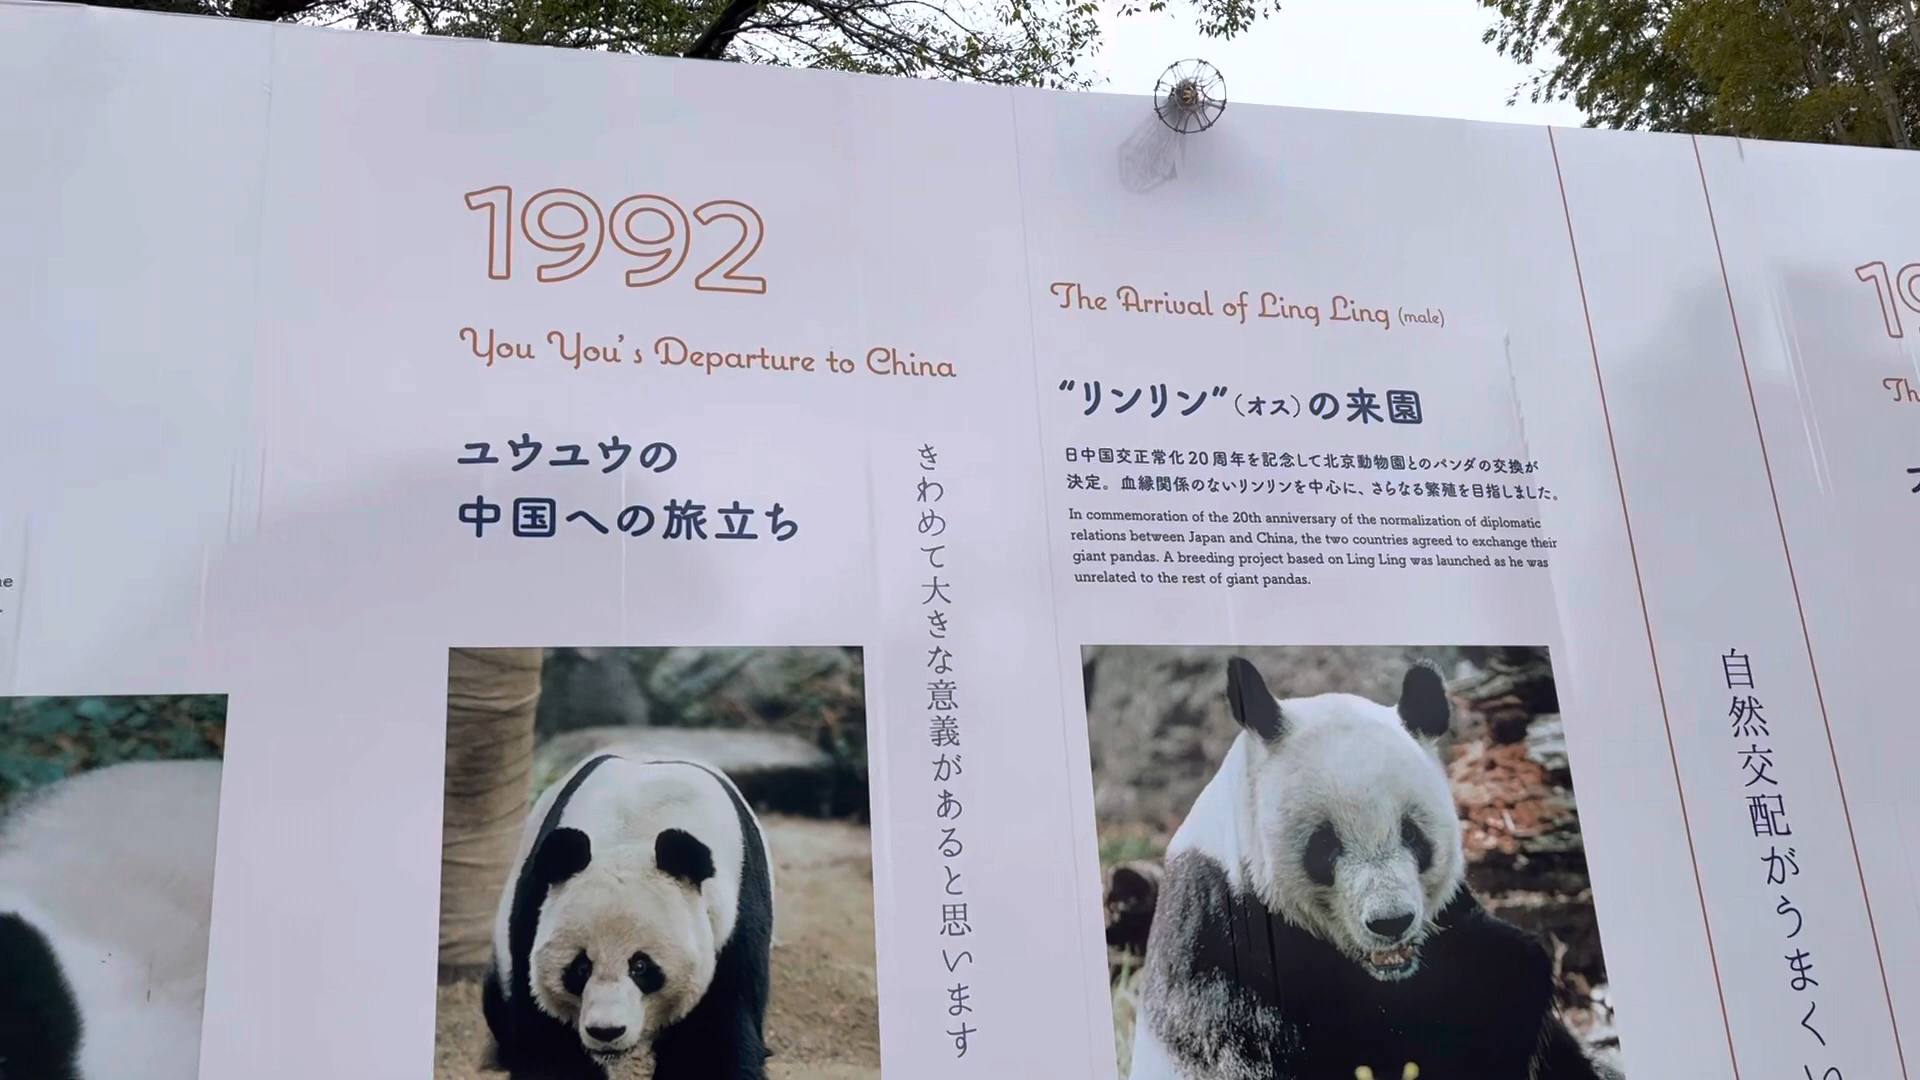 1992
You You's Departure to China
ユウユウの
中国への旅立ち
きわめて大きな意義があると思います
The Arrival of Ling Ling (male)
“リンリン”（オス）の来園
日中国交正常化20周年を記念して北京動物園とのパンダの交換が
決定。血縁関係のないリンリンを中心に、さらなる繁殖を目指しました。
In commemoration of the 20th anniversary of the normalization of diplomatic
relations between Japan and China, the two countries agreed to exchange their
giant pandas. A breeding project based on Ling Ling was launched as he was
unrelated to the rest of giant pandas.
自然交配がうまくい
19
Th